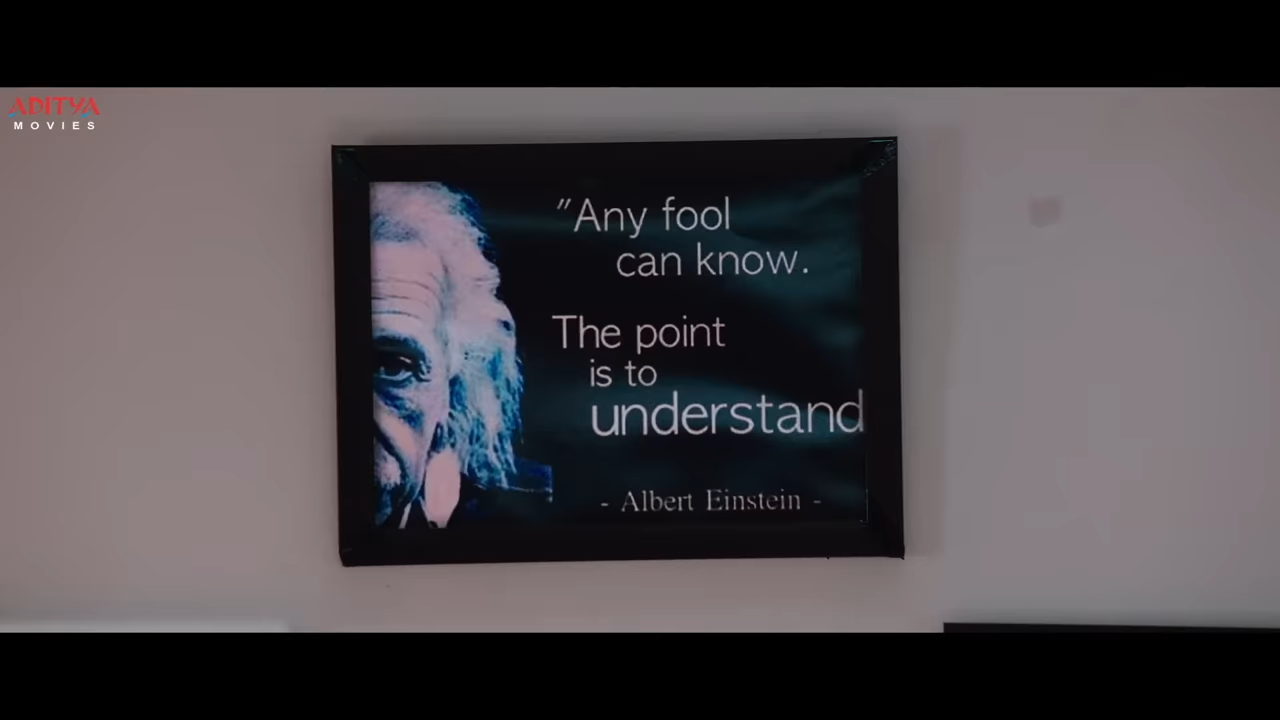 ADITYA
MOVIES
"Any fool
can know.
The point
is to
understand
- Albert Einstein -